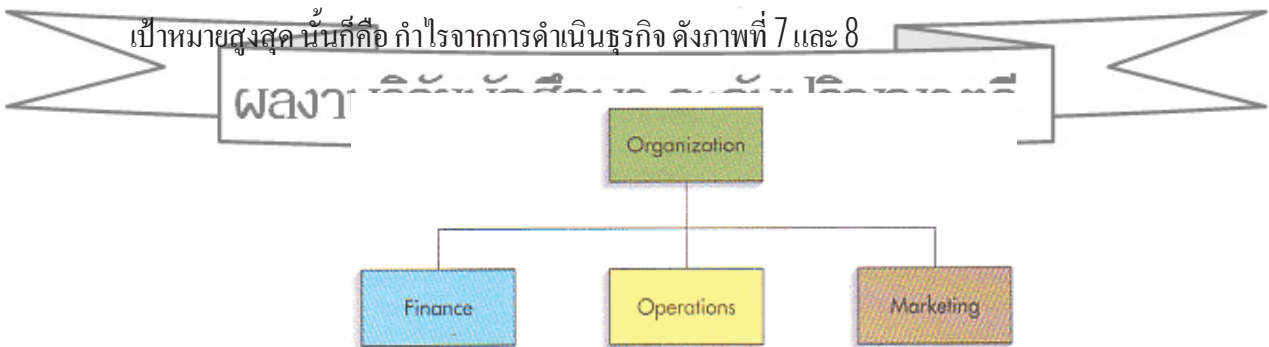 เป้าหมายสูงสุด นั้นก็คือ กำไรจากการดำเนินธุรกิจ ดังภาพที่ 7 และ 8
Organization
Finance Operations Marketing